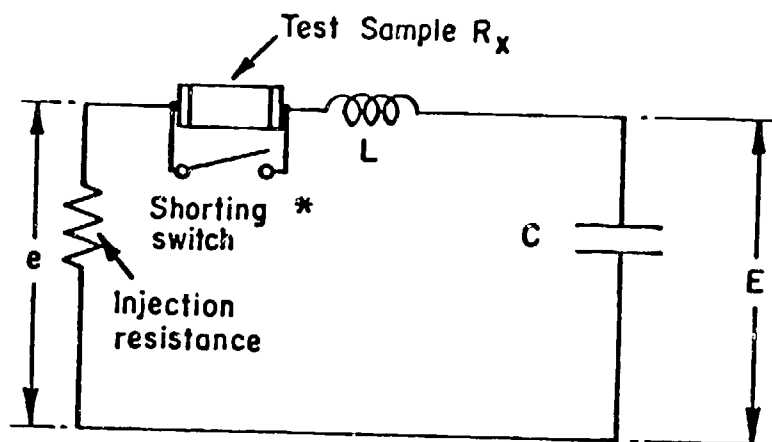 Test Sample Rx
L
Shorting *
switch
C
e
E
Injection
resistance